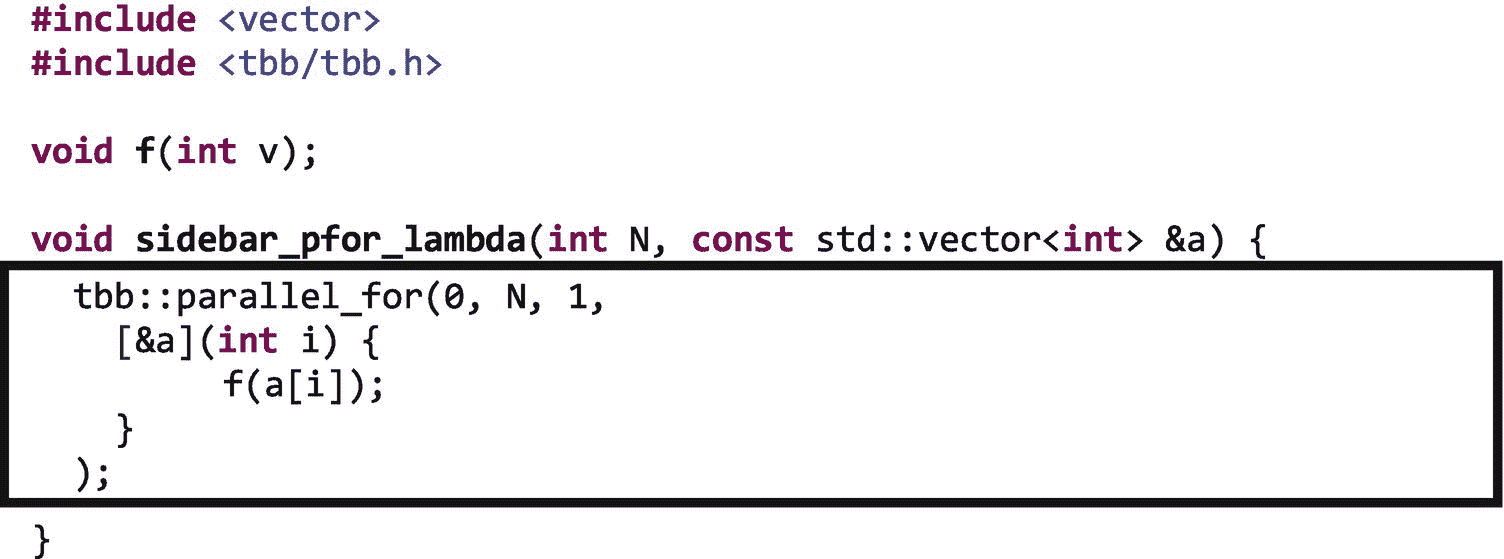 #include <vector>
#include <tbb/tbb.h>
void f(int v);
void sidebar_pfor_lambda(int N, const std::vector<int> &a) {
tbb::parallel_for(0, N, 1,
[&a](int i) {
f(a[i]);
}
);
}